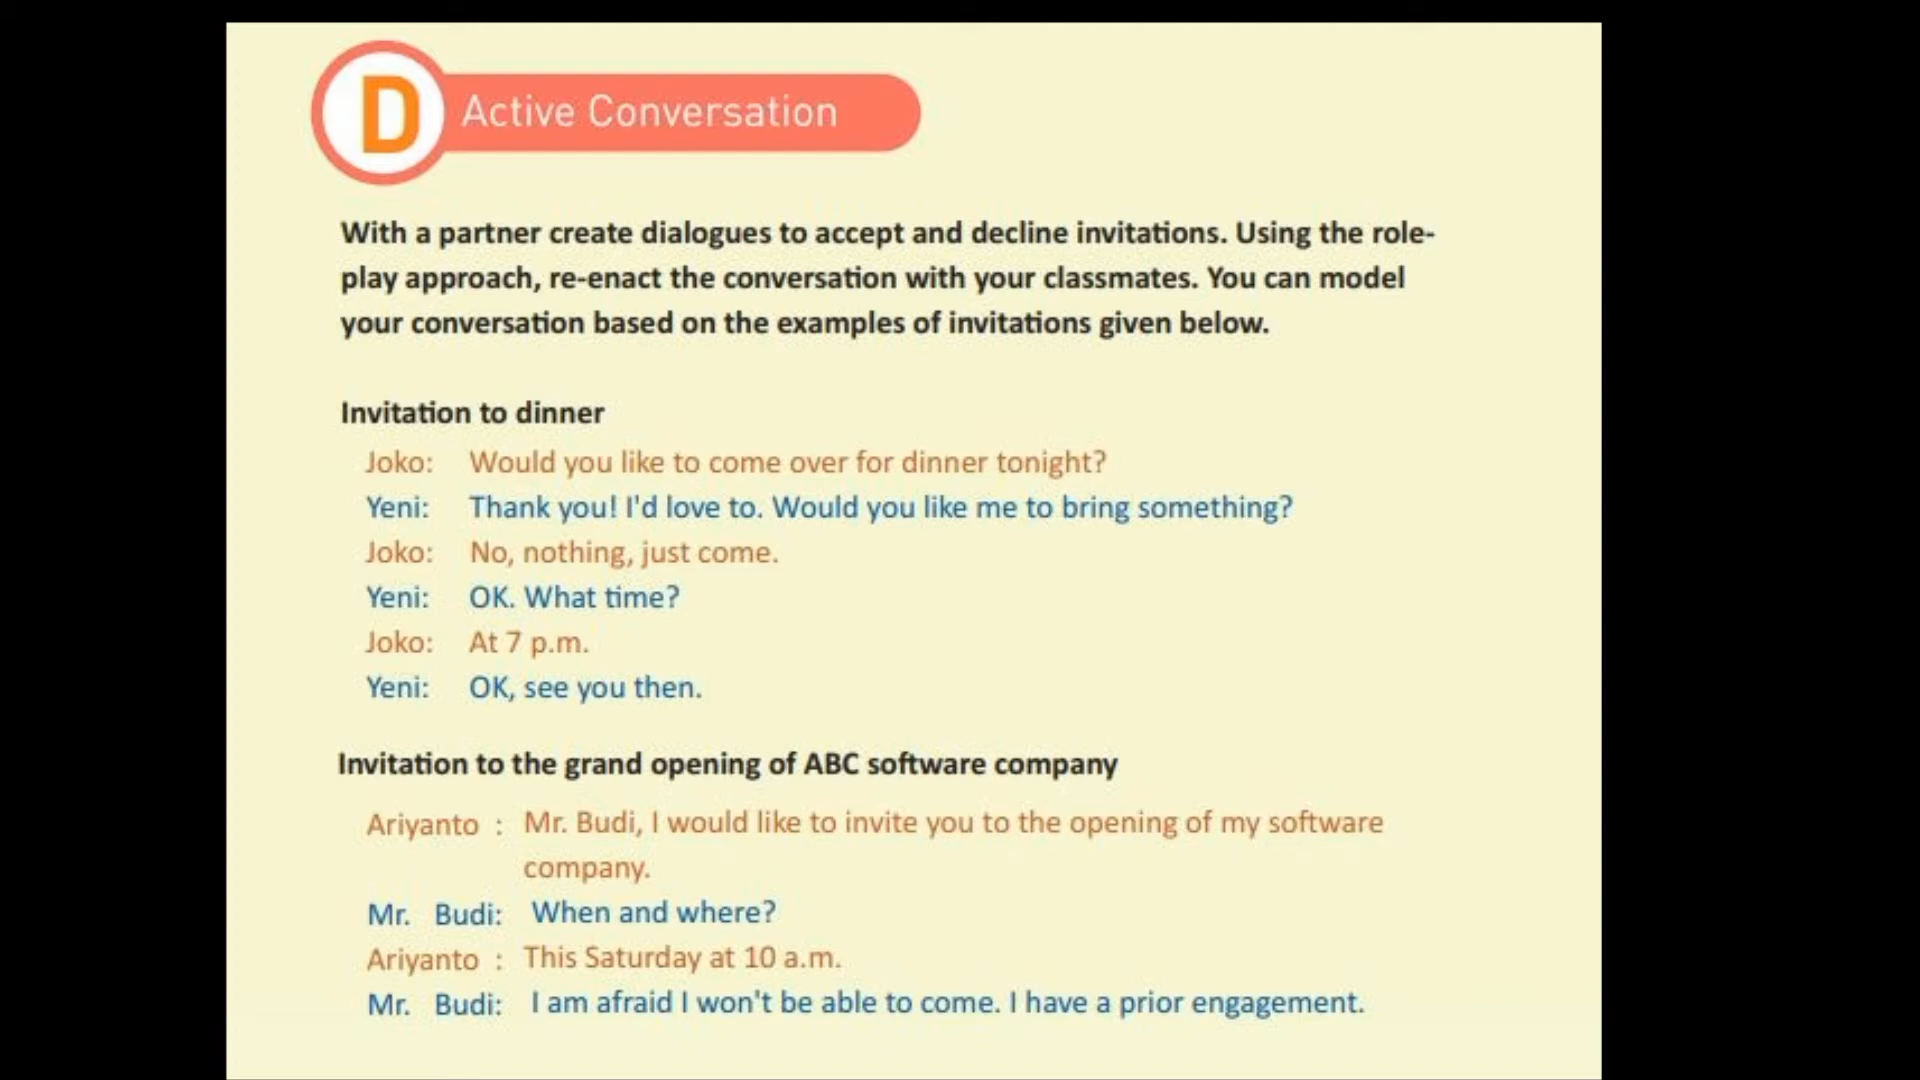 D Active Conversation
With a partner create dialogues to accept and decline invitations. Using the role-
play approach, re-enact the conversation with your classmates. You can model
your conversation based on the examples of invitations given below.
Invitation to dinner
Joko: Would you like to come over for dinner tonight?
Yeni: Thank you! I'd love to. Would you like me to bring something?
Joko: No, nothing, just come.
Yeni: OK. What time?
Joko: At 7 p.m.
Yeni: OK, see you then.
Invitation to the grand opening of ABC software company
Ariyanto : Mr. Budi, I would like to invite you to the opening of my software
company.
Mr. Budi: When and where?
Ariyanto : This Saturday at 10 a.m.
Mr. Budi: I am afraid I won't be able to come. I have a prior engagement.